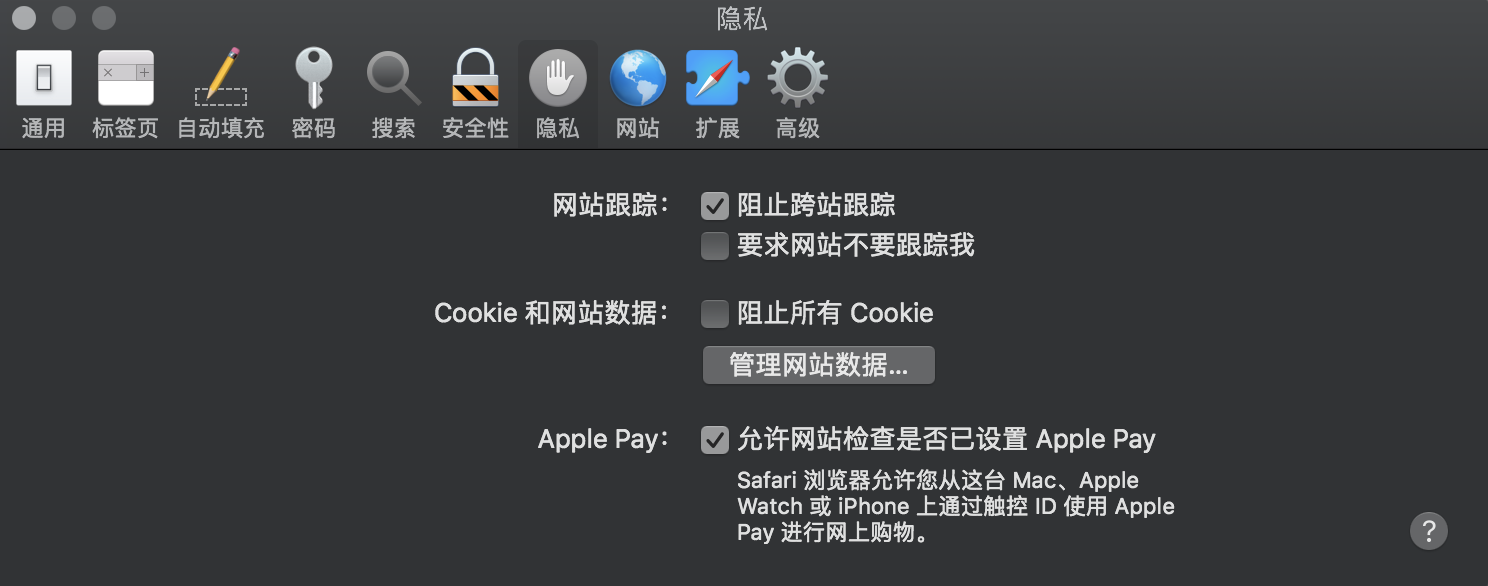 隐私
通用 标签页 自动填充 密码 搜索 安全性 隐私 网站 扩展 高级
网站跟踪： 阻止跨站跟踪
要求网站不要跟踪我
Cookie 和网站数据： 阻止所有 Cookie
管理网站数据...
Apple Pay： 允许网站检查是否已设置 Apple Pay
Safari 浏览器允许您从这台 Mac、Apple
Watch 或 iPhone 上通过触控 ID 使用 Apple
Pay 进行网上购物。
?